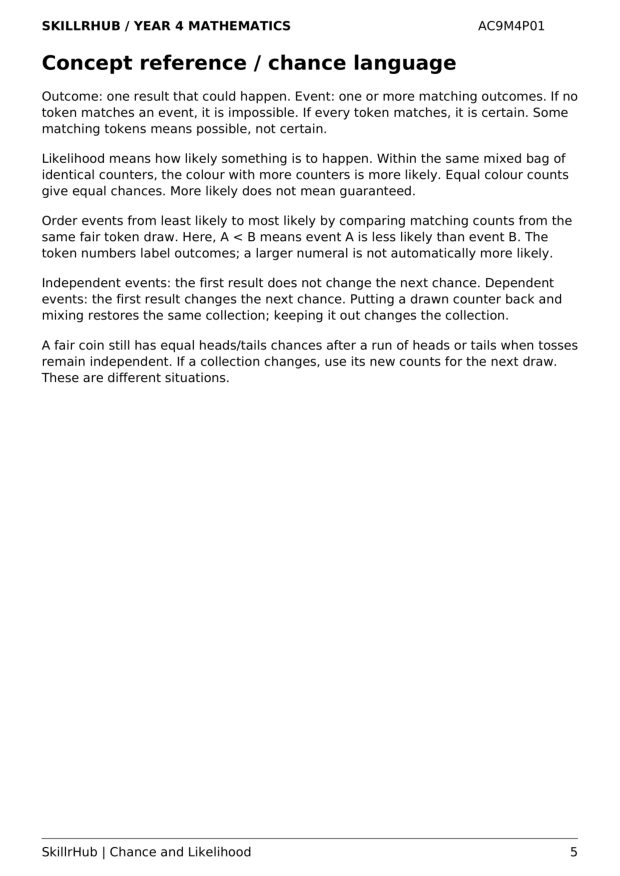 SKILLRHUB / YEAR 4 MATHEMATICS AC9M4P01
Concept reference / chance language
Outcome: one result that could happen. Event: one or more matching outcomes. If no
token matches an event, it is impossible. If every token matches, it is certain. Some
matching tokens means possible, not certain.
Likelihood means how likely something is to happen. Within the same mixed bag of
identical counters, the colour with more counters is more likely. Equal colour counts
give equal chances. More likely does not mean guaranteed.
Order events from least likely to most likely by comparing matching counts from the
same fair token draw. Here, A < B means event A is less likely than event B. The
token numbers label outcomes; a larger numeral is not automatically more likely.
Independent events: the first result does not change the next chance. Dependent
events: the first result changes the next chance. Putting a drawn counter back and
mixing restores the same collection; keeping it out changes the collection.
A fair coin still has equal heads/tails chances after a run of heads or tails when tosses
remain independent. If a collection changes, use its new counts for the next draw.
These are different situations.
SkillrHub | Chance and Likelihood 5